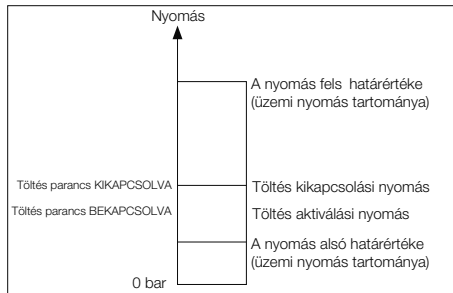 Nyomás
A nyomás fels határértéke
(üzemi nyomás tartománya)
Töltés parancs KIKAPCSOLVA
Töltés kikapcsolási nyomás
Töltés parancs BEKAPCSOLVA
Töltés aktiválási nyomás
A nyomás alsó határértéke
(üzemi nyomás tartománya)
0 bar